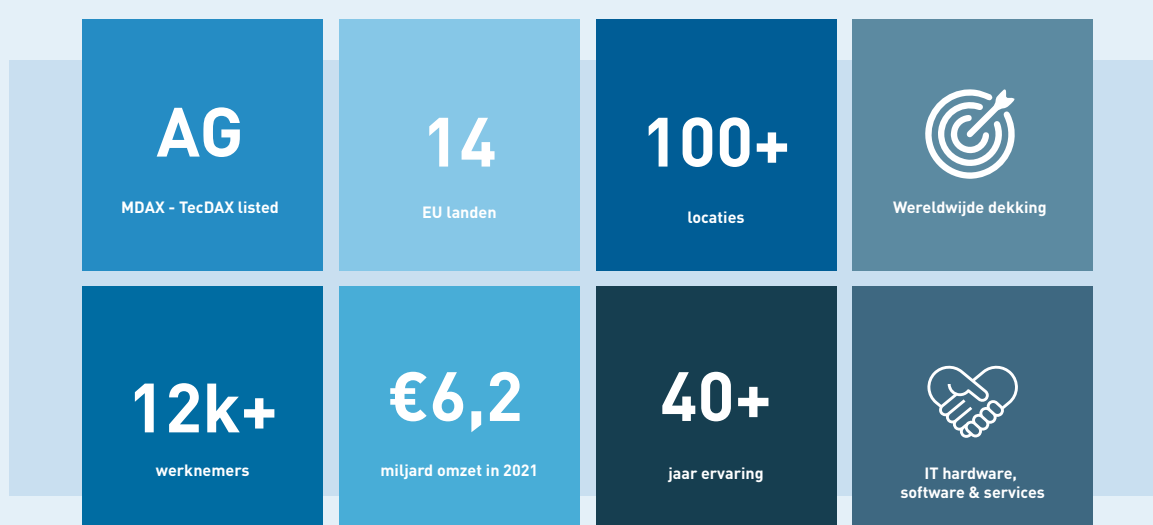 AG
MDAX - TecDAX listed
14
EU landen
100+
locaties
Wereldwijde dekking
12k+
werknemers
€6,2
miljard omzet in 2021
40+
jaar ervaring
IT hardware,
software & services